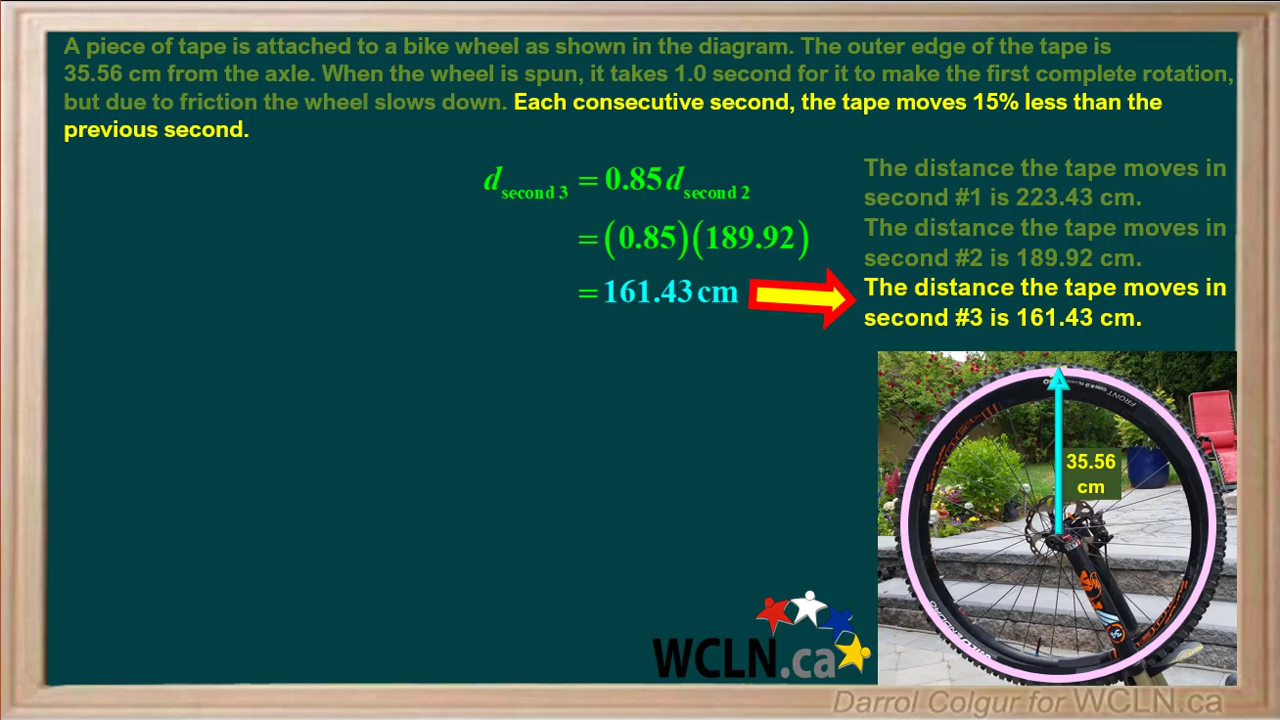 A piece of tape is attached to a bike wheel as shown in the diagram. The outer edge of the tape is
35.56 cm from the axle. When the wheel is spun, it takes 1.0 second for it to make the first complete rotation,
but due to friction the wheel slows down. Each consecutive second, the tape moves 15% less than the
previous second.
d second 3 = 0.85 d second 2
= (0.85)(189.92)
= 161.43 cm
The distance the tape moves in
second #1 is 223.43 cm.
The distance the tape moves in
second #2 is 189.92 cm.
The distance the tape moves in
second #3 is 161.43 cm.
FRONT
35.56
cm
WCLN.ca
Darrol Colgur for WCLN.ca